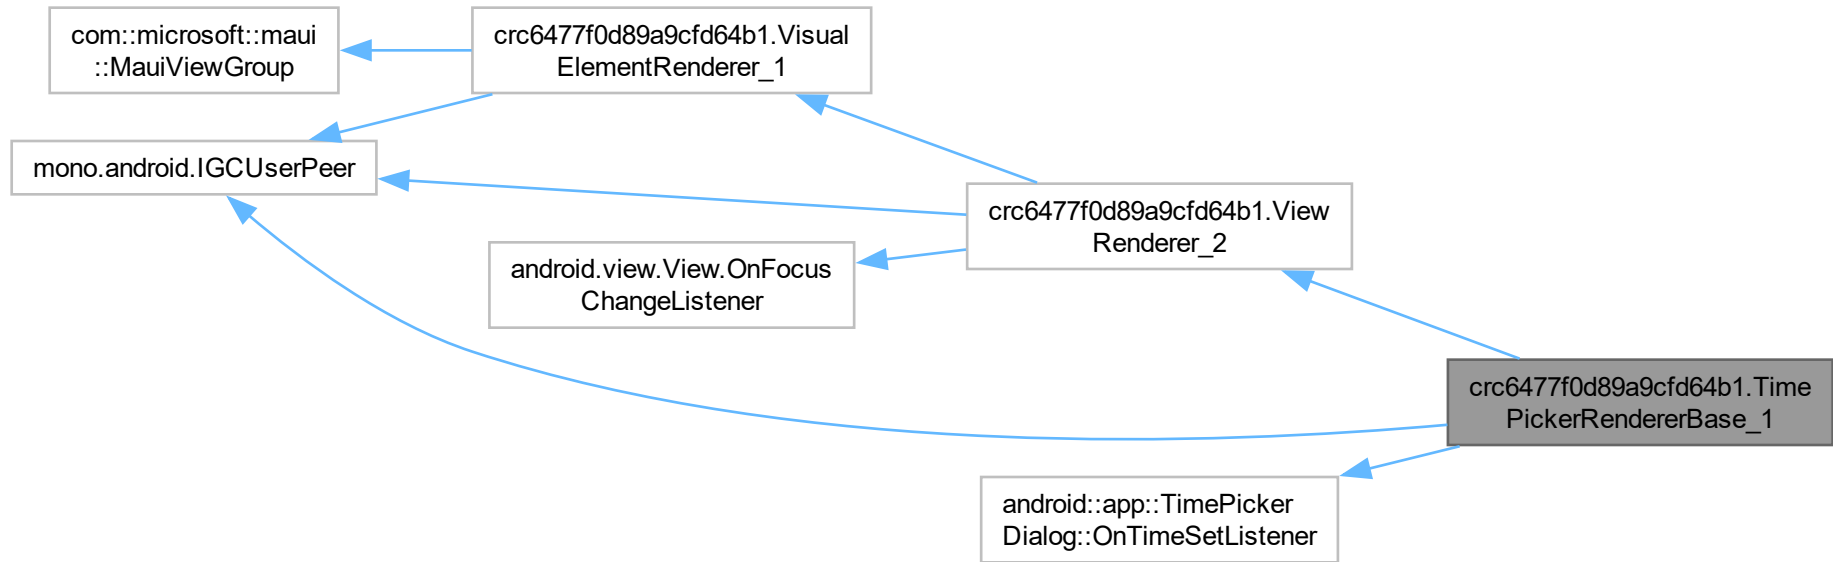 com::microsoft::maui
::MauiViewGroup
crc6477f0d89a9cfd64b1.Visual
ElementRenderer_1
mono.android.IGCUserPeer
crc6477f0d89a9cfd64b1.View
Renderer_2
android.view.View.OnFocus
ChangeListener
crc6477f0d89a9cfd64b1.Time
PickerRendererBase_1
android::app::TimePicker
Dialog::OnTimeSetListener